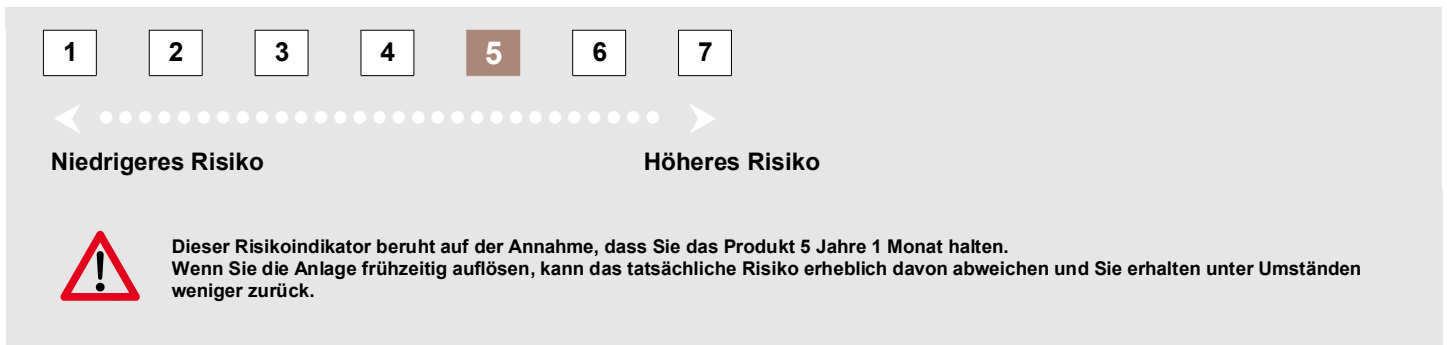 1 2 3 4 5 6 7
Niedrigeres Risiko Höheres Risiko
Dieser Risikoindikator beruht auf der Annahme, dass Sie das Produkt 5 Jahre 1 Monat halten.
Wenn Sie die Anlage frühzeitig auflösen, kann das tatsächliche Risiko erheblich davon abweichen und Sie erhalten unter Umständen
weniger zurück.